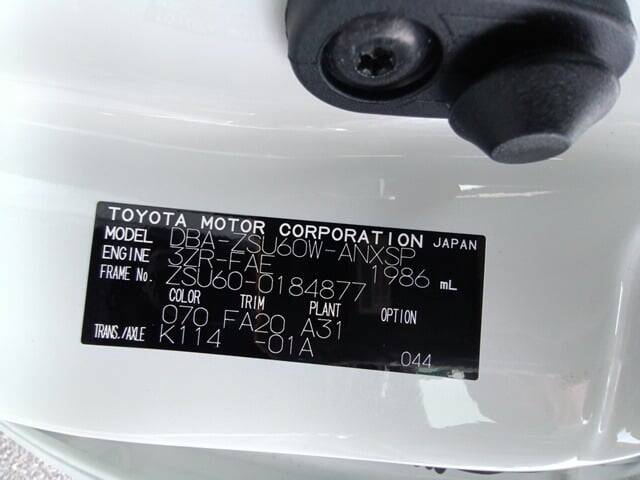 TOYOTA MOTOR CORPORATION JAPAN
MODEL DBA-ZSU60W-ANXSP
ENGINE 3ZR-FAE 1986 mL
FRAME No. ZSU60-0184877
COLOR TRIM PLANT OPTION
070 FA20 A31
TRANS./AXLE K114 -01A 044